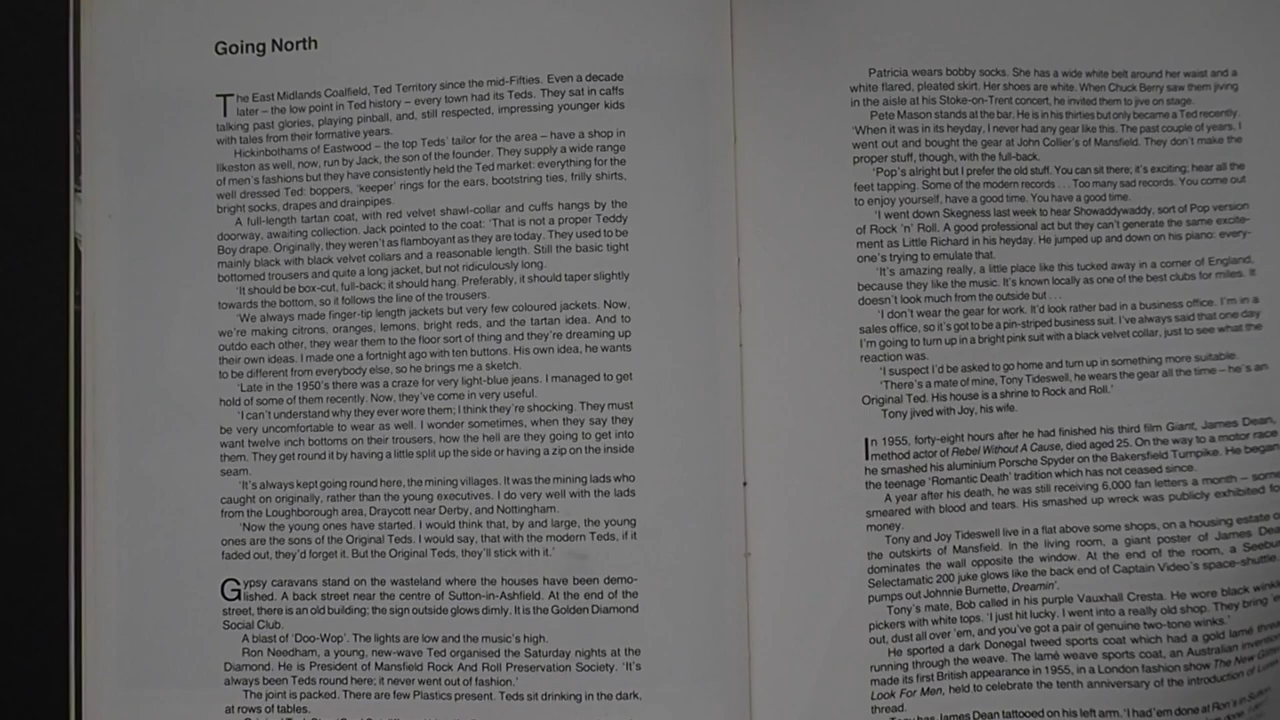 Going North
The East Midlands Coalfield, Ted Territory since the mid-Fifties. Even a decade
later – the low point in Ted history – every town had its Teds. They sat in caffs
talking past glories, playing pinball, and, still respected, impressing younger kids
with tales from their formative years.
Hickinbothams of Eastwood – the top Teds' tailor for the area – have a shop in
Ilkeston as well, now, run by Jack, the son of the founder. They supply a wide range
of men's fashions but they have consistently held the Ted market: everything for the
well dressed Ted: boppers, 'keeper' rings for the ears, bootstring ties, frilly shirts,
bright socks, drapes and drainpipes.
A full-length tartan coat, with red velvet shawl-collar and cuffs hangs by the
doorway, awaiting collection. Jack pointed to the coat: 'That is not a proper Teddy
Boy drape. Originally, they weren't as flamboyant as they are today. They used to be
mainly black with black velvet collars and a reasonable length. Still the basic tight
bottomed trousers and quite a long jacket, but not ridiculously long.
'It should be box-cut, full-back; it should hang. Preferably, it should taper slightly
towards the bottom, so it follows the line of the trousers.
'We always made finger-tip length jackets but very few coloured jackets. Now,
we're making citrons, oranges, lemons, bright reds, and the tartan idea. And to
outdo each other, they wear them to the floor sort of thing and they're dreaming up
their own ideas. I made one a fortnight ago with ten buttons. His own idea, he wants
to be different from everybody else, so he brings me a sketch.
'Late in the 1950's there was a craze for very light-blue jeans. I managed to get
hold of some of them recently. Now, they've come in very useful.
'I can't understand why they ever wore them; I think they're shocking. They must
be very uncomfortable to wear as well. I wonder sometimes, when they say they
want twelve inch bottoms on their trousers, how the hell are they going to get into
them. They get round it by having a little split up the side or having a zip on the inside
seam.
'It's always kept going round here, the mining villages. It was the mining lads who
caught on originally, rather than the young executives. I do very well with the lads
from the Loughborough area, Draycott near Derby, and Nottingham.
'Now the young ones have started. I would think that, by and large, the young
ones are the sons of the Original Teds. I would say, that with the modern Teds, if it
faded out, they'd forget it. But the Original Teds, they'll stick with it.'
Gypsy caravans stand on the wasteland where the houses have been demo-
lished. A back street near the centre of Sutton-in-Ashfield. At the end of the
street, there is an old building; the sign outside glows dimly. It is the Golden Diamond
Social Club.
A blast of 'Doo-Wop'. The lights are low and the music's high.
Ron Needham, a young, new-wave Ted organised the Saturday nights at the
Diamond. He is President of Mansfield Rock And Roll Preservation Society. 'It's
always been Teds round here; it never went out of fashion.'
The joint is packed. There are few Plastics present. Teds sit drinking in the dark,
at rows of tables.
Patricia wears bobby socks. She has a wide white belt around her waist and a
white flared, pleated skirt. Her shoes are white. When Chuck Berry saw them jiving
in the aisle at his Stoke-on-Trent concert, he invited them to jive on stage.
Pete Mason stands at the bar. He is in his thirties but only became a Ted recently.
'When it was in its heyday, I never had any gear like this. The past couple of years, I
went out and bought the gear at John Collier's of Mansfield. They don't make the
proper stuff, though, with the full-back.
'Pop's alright but I prefer the old stuff. You can sit there; it's exciting; hear all the
feet tapping. Some of the modern records . . . Too many sad records. You come out
to enjoy yourself, have a good time. You have a good time.
'I went down Skegness last week to hear Showaddywaddy, sort of Pop version
of Rock 'n' Roll. A good professional act but they can't generate the same excite-
ment as Little Richard in his heyday. He jumped up and down on his piano: every-
one's trying to emulate that.
'It's amazing really, a little place like this tucked away in a corner of England,
because they like the music. It's known locally as one of the best clubs for miles. It
doesn't look much from the outside but . . .
'I don't wear the gear for work. It'd look rather bad in a business office. I'm in a
sales office, so it's got to be a pin-striped business suit. I've always said that one day
I'm going to turn up in a bright pink suit with a black velvet collar, just to see what the
reaction was.
'I suspect I'd be asked to go home and turn up in something more suitable.
'There's a mate of mine, Tony Tideswell, he wears the gear all the time – he's an
Original Ted. His house is a shrine to Rock and Roll.'
Tony jived with Joy, his wife.
In 1955, forty-eight hours after he had finished his third film Giant, James Dean,
method actor of Rebel Without A Cause, died aged 25. On the way to a motor race
he smashed his aluminium Porsche Spyder on the Bakersfield Turnpike. He began
the teenage 'Romantic Death' tradition which has not ceased since.
A year after his death, he was still receiving 6,000 fan letters a month – some
smeared with blood and tears. His smashed up wreck was publicly exhibited for
money.
Tony and Joy Tideswell live in a flat above some shops, on a housing estate
the outskirts of Mansfield. In the living room, a giant poster of James Dean
dominates the wall opposite the window. At the end of the room, a Seeburg
Selectamatic 200 juke glows like the back end of Captain Video's space-shuttle.
pumps out Johnnie Burnette, Dreamin'.
Tony's mate, Bob called in his purple Vauxhall Cresta. He wore black winkle
pickers with white tops. 'I just hit lucky. I went into a really old shop. They bring
out, dust all over 'em, and you've got a pair of genuine two-tone winks.'
He sported a dark Donegal tweed sports coat which had a gold lamé thread
running through the weave. The lamé weave sports coat, an Australian invention
made its first British appearance in 1955, in a London fashion show The New
Look For Men, held to celebrate the tenth anniversary of the introduction of
thread.
Tony has James Dean tattooed on his left arm. 'I had 'em done at Ron's in